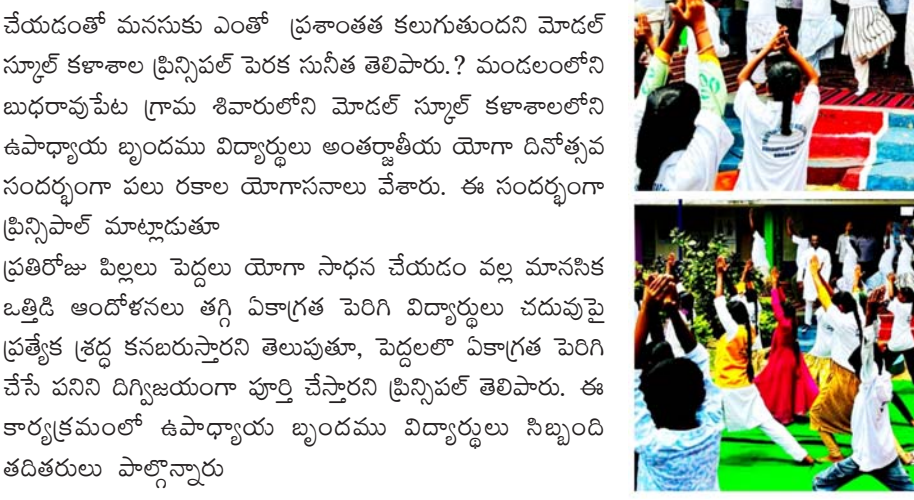 చేయడంతో మనసుకు ఎంతో ప్రశాంతత కలుగుతుందని మోడల్
స్కూల్ కళాశాల ప్రిన్సిపల్ పెరక సునీత తెలిపారు.? మండలంలోని
బుధరావుపేట గ్రామ శివారులోని మోడల్ స్కూల్ కళాశాలలోని
ఉపాధ్యాయ బృందము విద్యార్థులు అంతర్జాతీయ యోగా దినోత్సవ
సందర్భంగా పలు రకాల యోగాసనాలు వేశారు. ఈ సందర్భంగా
ప్రిన్సిపాల్ మాట్లాడుతూ
ప్రతిరోజు పిల్లలు పెద్దలు యోగా సాధన చేయడం వల్ల మానసిక
ఒత్తిడి ఆందోళనలు తగ్గి ఏకాగ్రత పెరిగి విద్యార్థులు చదువుపై
ప్రత్యేక శ్రద్ధ కనబరుస్తారని తెలుపుతూ, పెద్దలలొ ఏకాగ్రత పెరిగి
చేసే పనిని దిగ్విజయంగా పూర్తి చేస్తారని ప్రిన్సిపల్ తెలిపారు. ఈ
కార్యక్రమంలో ఉపాధ్యాయ బృందము విద్యార్థులు సిబ్బంది
తదితరులు పాల్గొన్నారు